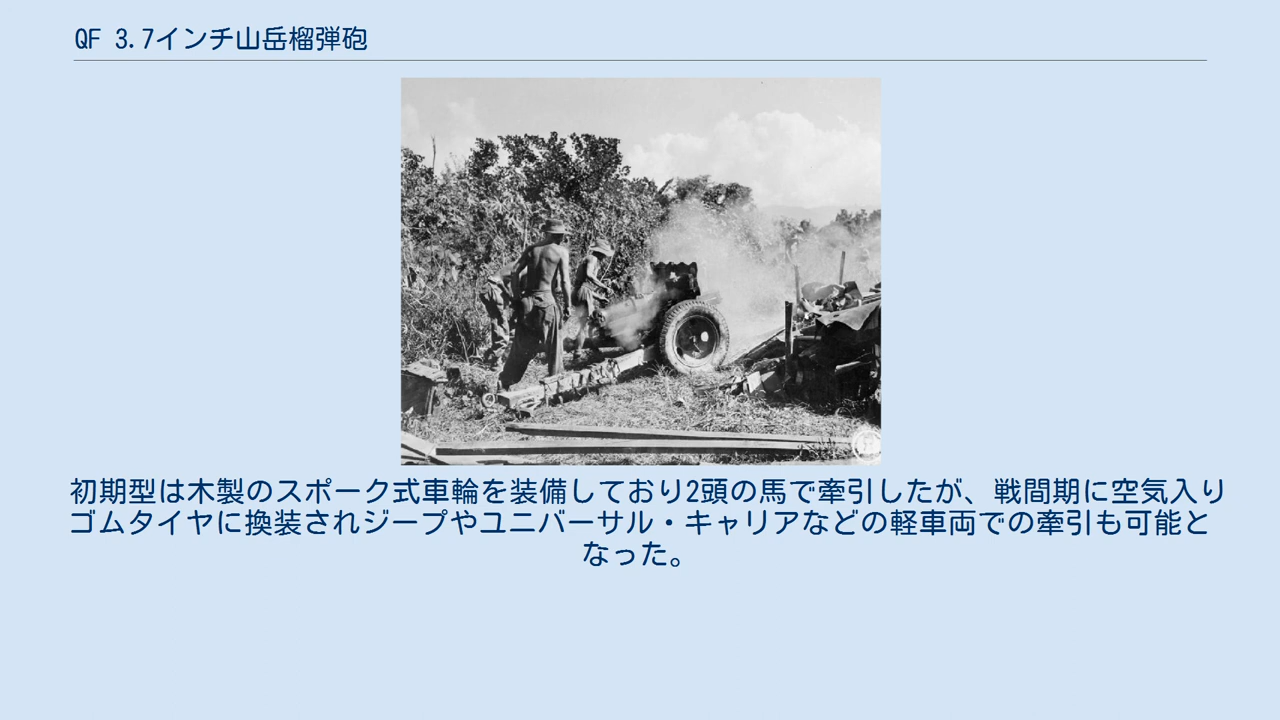 QF 3.7インチ山岳榴弾砲
初期型は木製のスポーク式車輪を装備しており2頭の馬で牽引したが、戦間期に空気入り
ゴムタイヤに換装されジープやユニバーサル・キャリアなどの軽車両での牽引も可能と
なった。